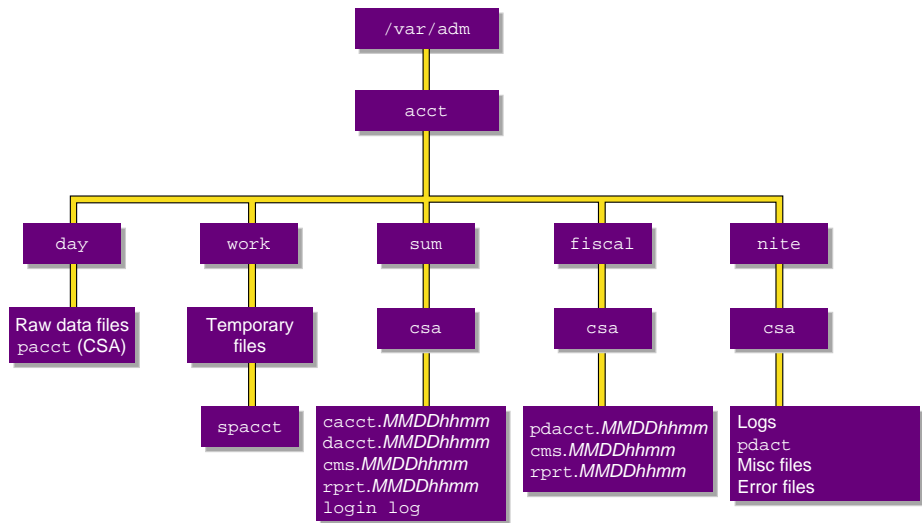 /var/adm
acct
day
work
sum
fiscal
nite
Raw data files
pacct (CSA)
Temporary
files
csa
csa
csa
spacct
cacct.MMDDhhmm
dacct.MMDDhhmm
cms.MMDDhhmm
rprt.MMDDhhmm
login_log
pdacct.MMDDhhmm
cms.MMDDhhmm
rprt.MMDDhhmm
Logs
pdact
Misc files
Error files